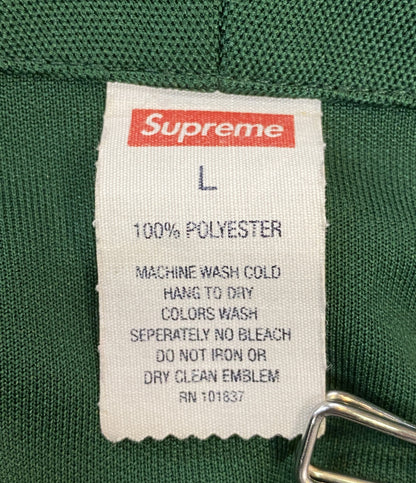 Supreme
L
100% POLYESTER
MACHINE WASH COLD
HANG TO DRY
COLORS WASH
SEPERATELY NO BLEACH
DO NOT IRON OR
DRY CLEAN EMBLEM
RN 101837